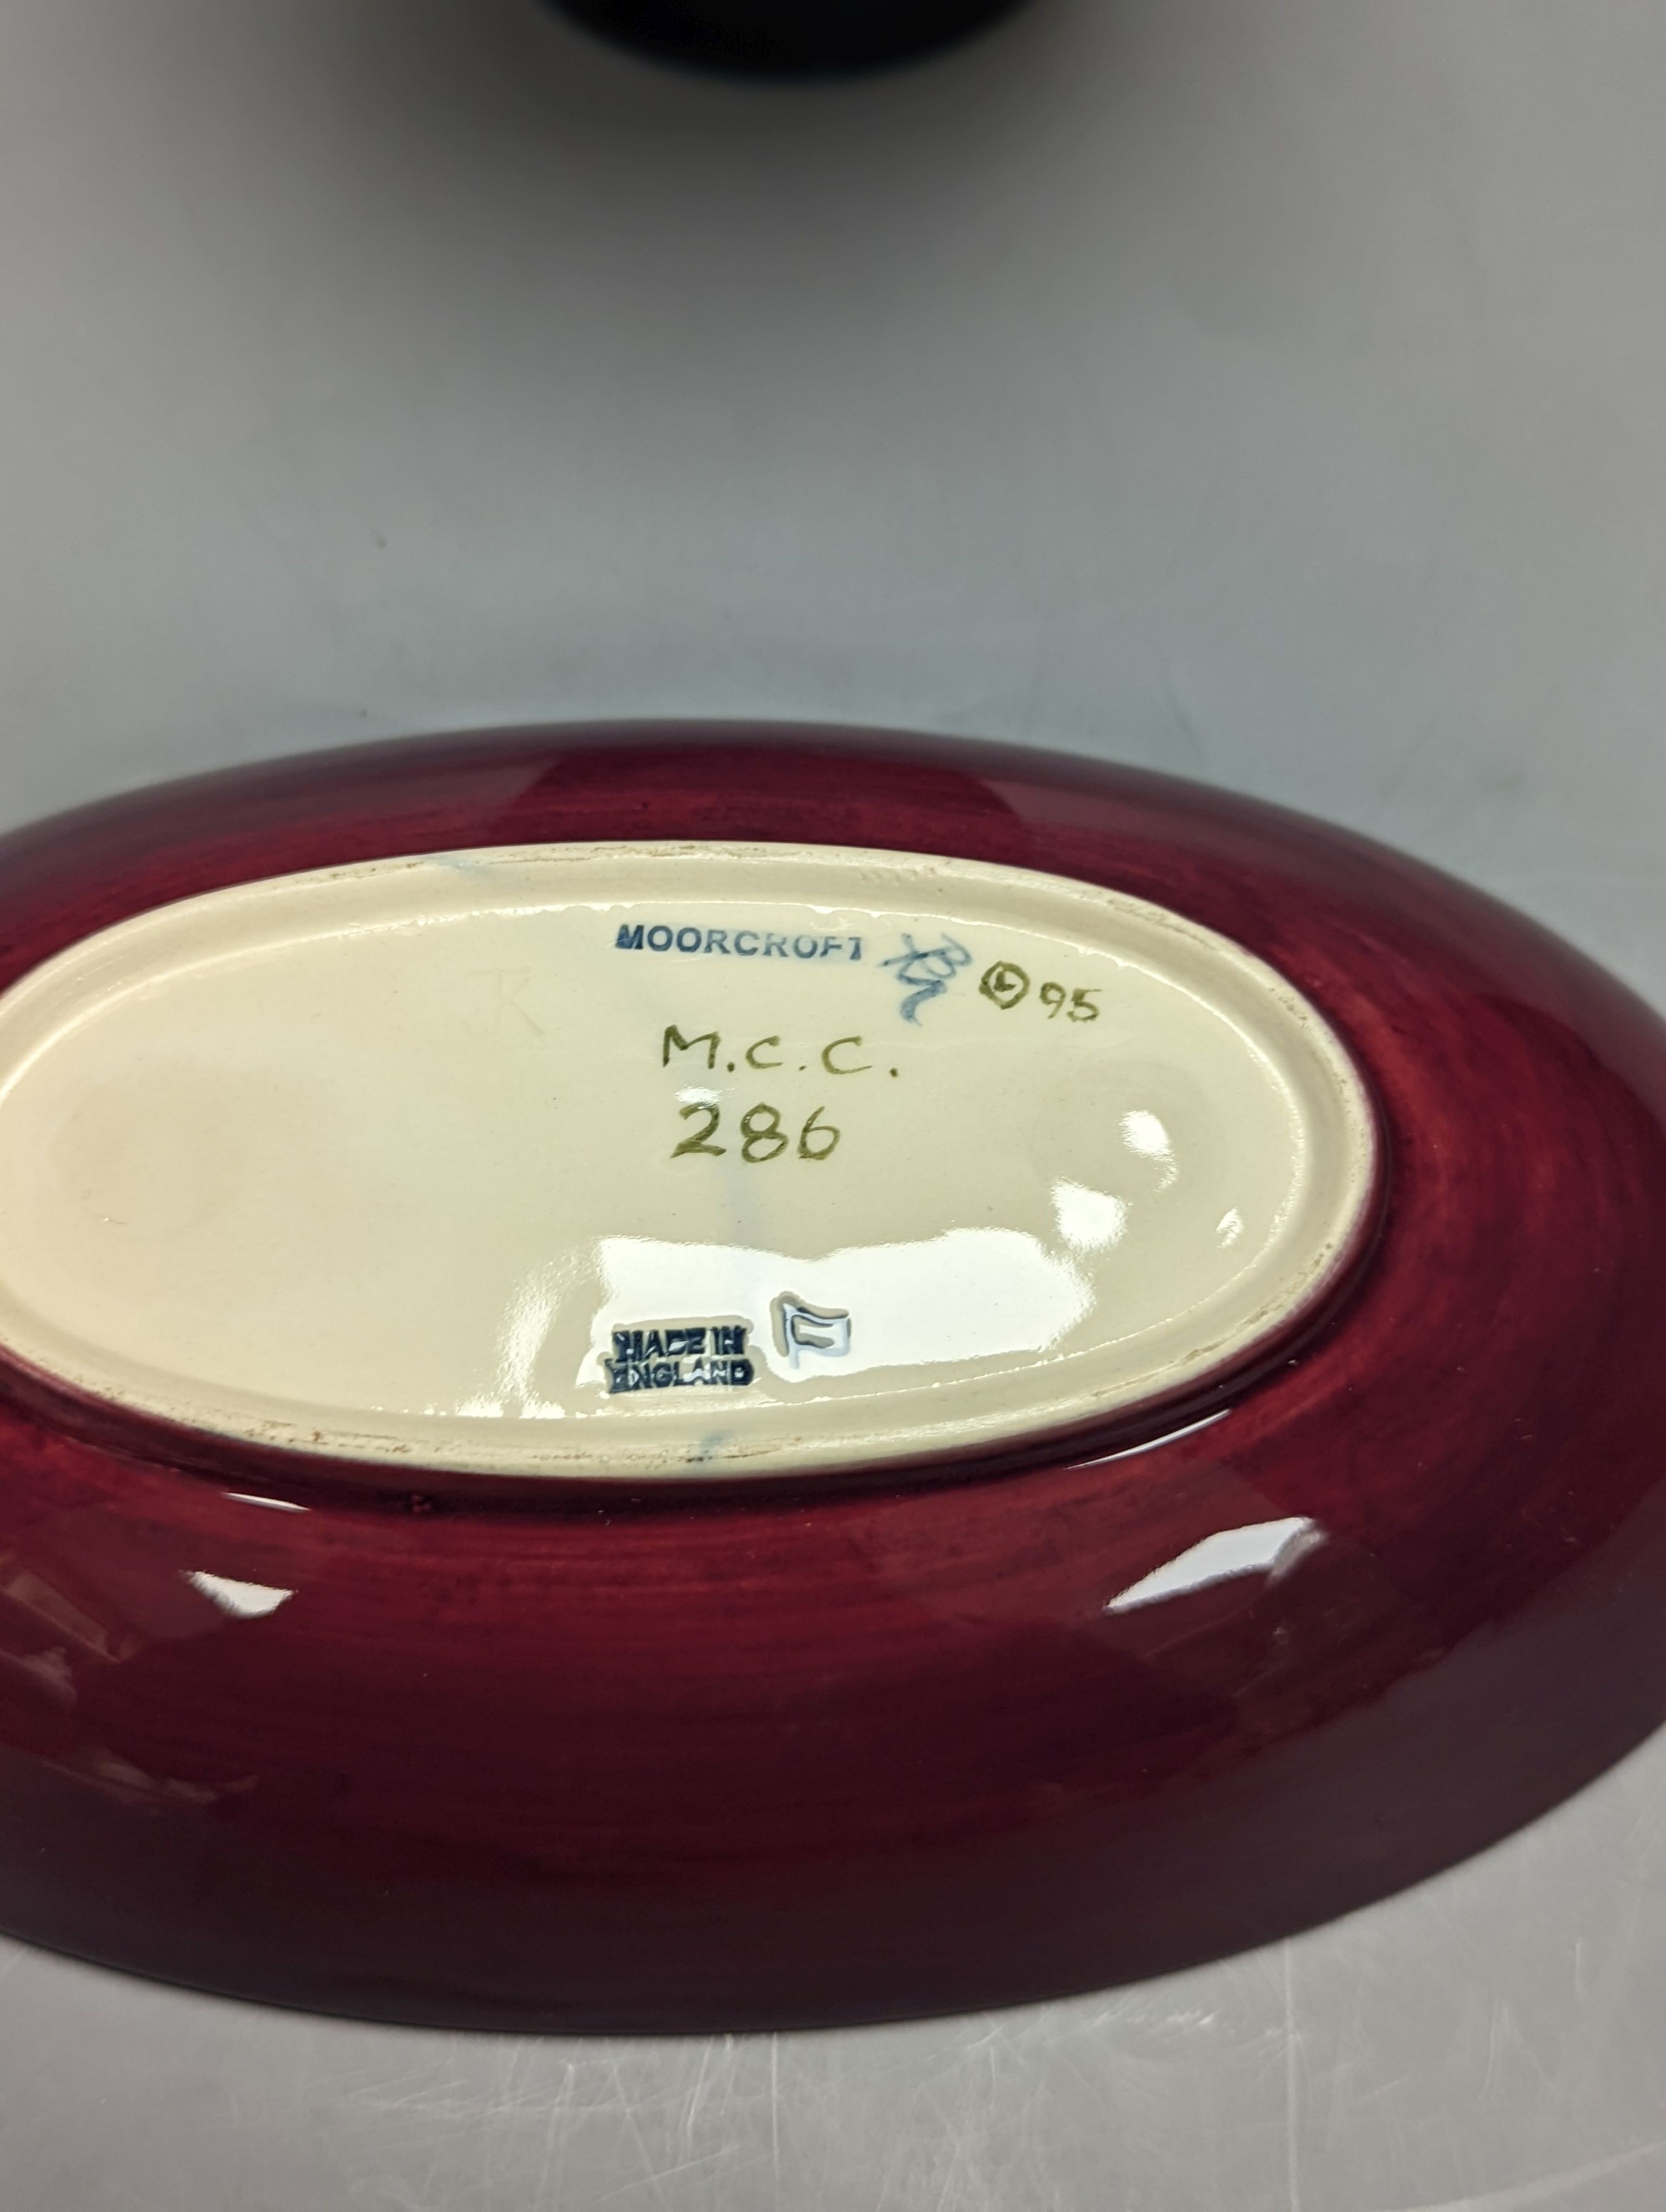 MOORCROFT © 95
M.C.C.
286
MADE IN
ENGLAND